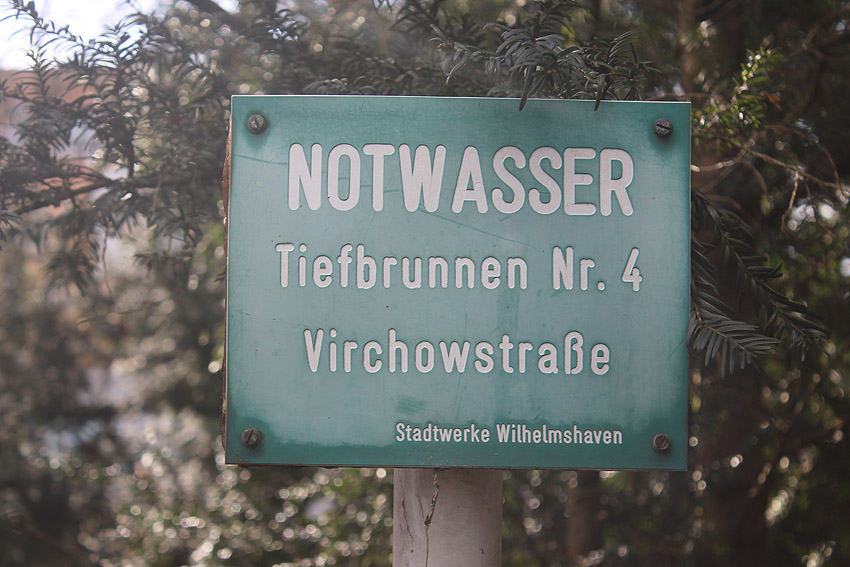 NOTWASSER
Tiefbrunnen Nr. 4
Virchowstraße
Stadtwerke Wilhelmshaven